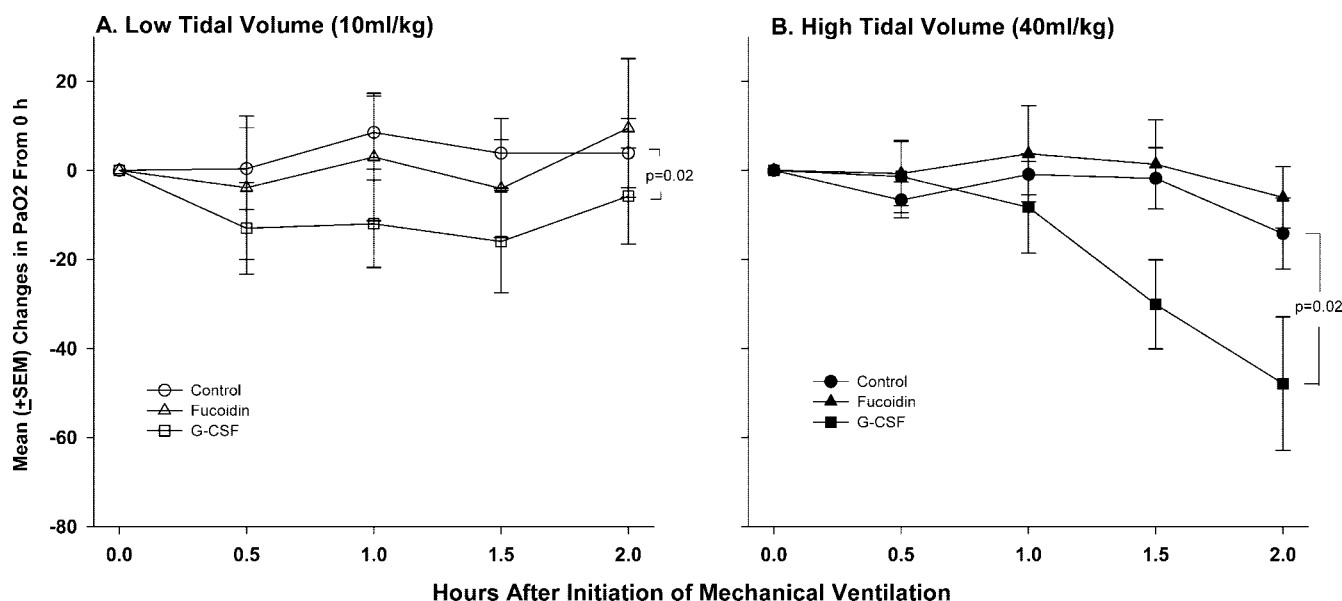 A. Low Tidal Volume (10ml/kg)
B. High Tidal Volume (40ml/kg)
Mean (±SEM) Changes in PaO2 From 0 h
20
0
-20
-40
-60
-80
p=0.02
Control
Fucoidin
G-CSF
0.0 0.5 1.0 1.5 2.0
p=0.02
Control
Fucoidin
G-CSF
0.0 0.5 1.0 1.5 2.0
Hours After Initiation of Mechanical Ventilation